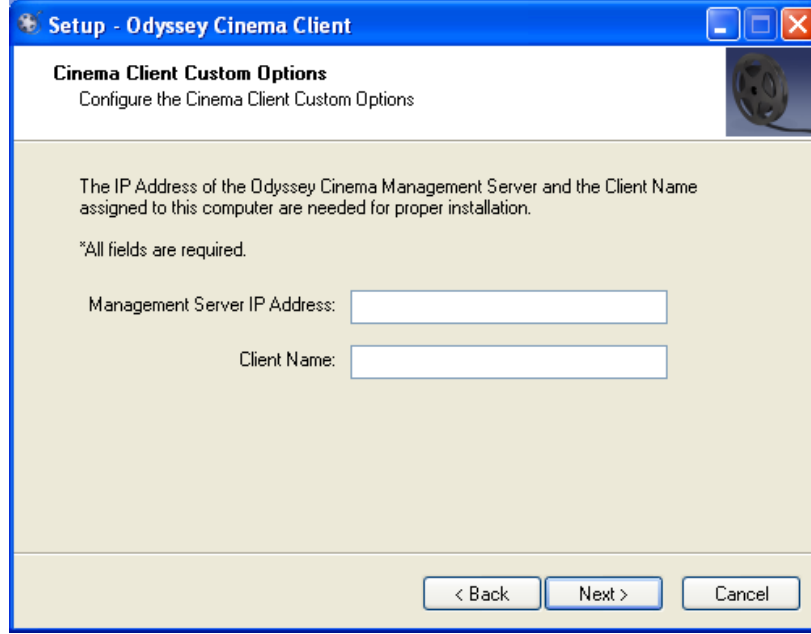 Setup - Odyssey Cinema Client
Cinema Client Custom Options
Configure the Cinema Client Custom Options
The IP Address of the Odyssey Cinema Management Server and the Client Name
assigned to this computer are needed for proper installation.
*All fields are required.
Management Server IP Address:
Client Name:
< Back Next > Cancel